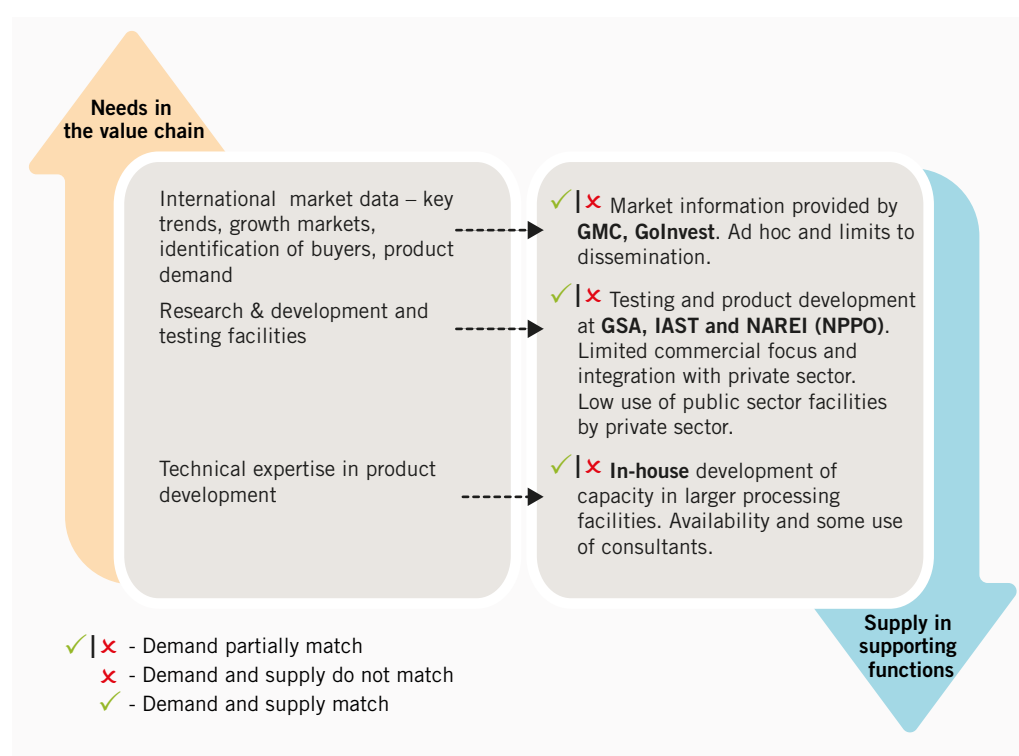 Needs in
the value chain
International market data – key
trends, growth markets,
identification of buyers, product
demand
Research & development and
testing facilities
Technical expertise in product
development
✓|✗ Market information provided by
GMC, GoInvest. Ad hoc and limits to
dissemination.
✓|✗ Testing and product development
at GSA, IAST and NAREI (NPPO).
Limited commercial focus and
integration with private sector.
Low use of public sector facilities
by private sector.
✓|✗ In-house development of
capacity in larger processing
facilities. Availability and some use
of consultants.
Supply in
supporting
functions
✓|✗ - Demand partially match
✗ - Demand and supply do not match
✓ - Demand and supply match